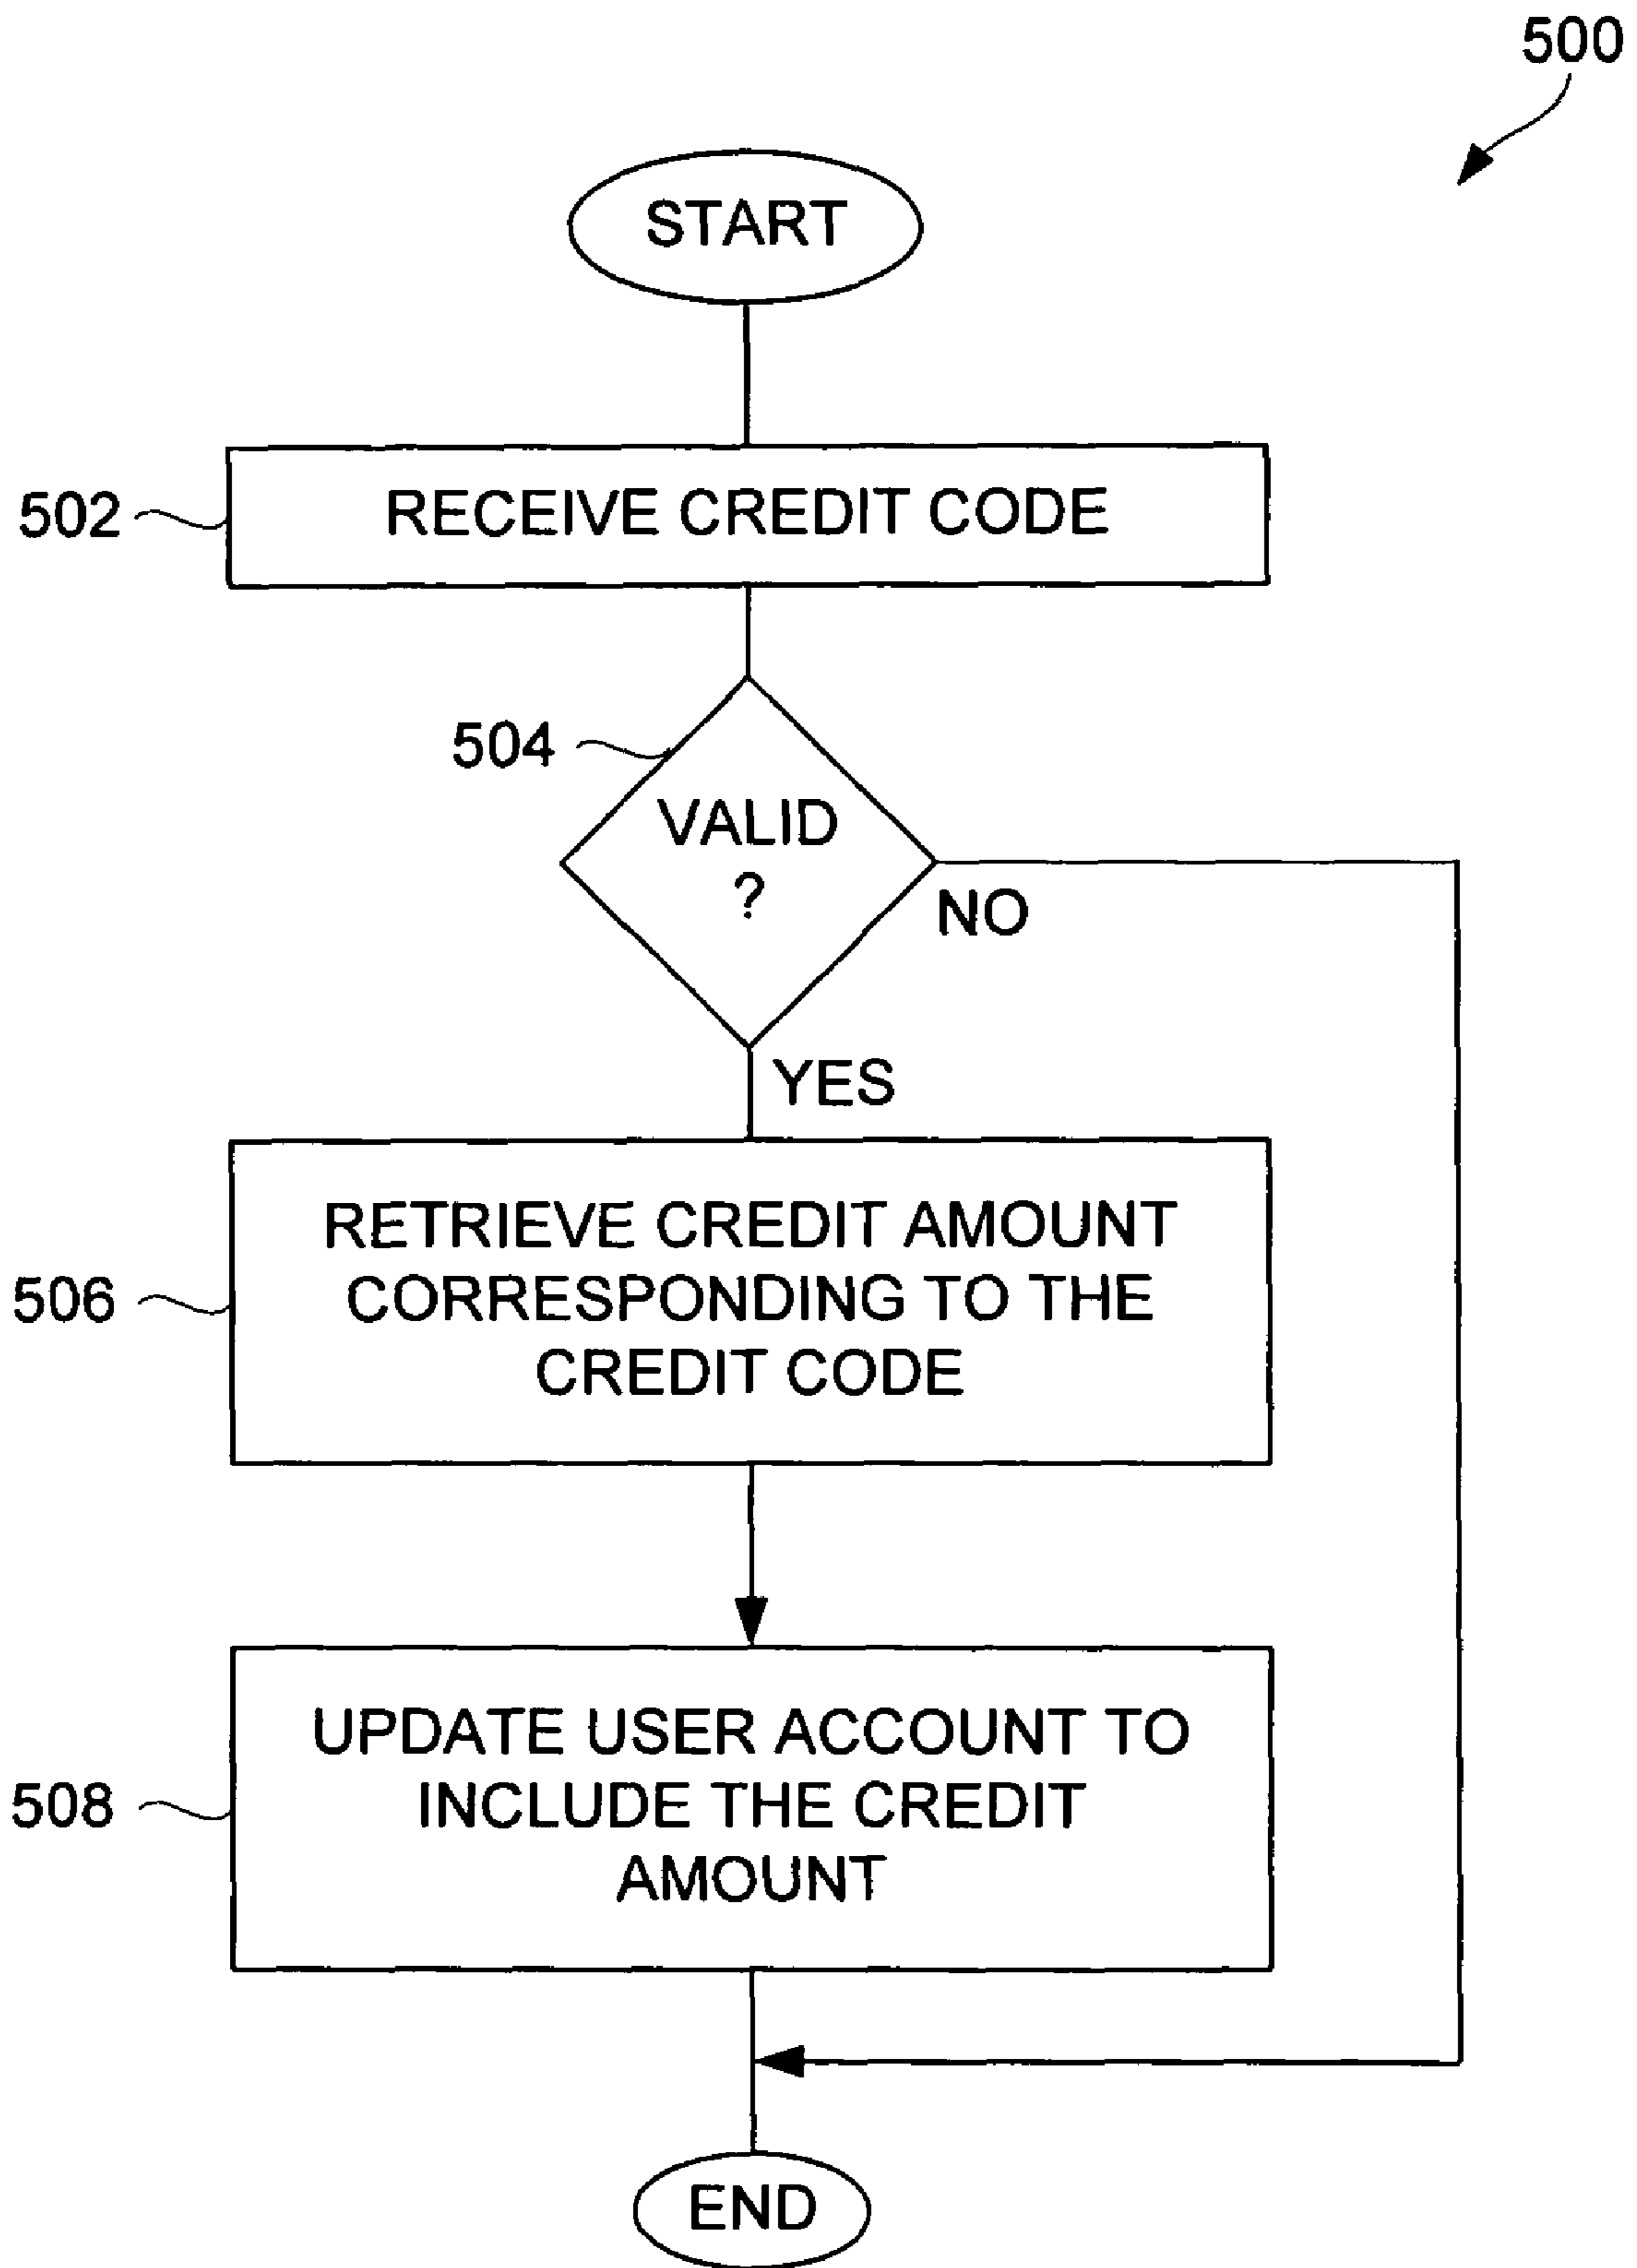 500
START
502
RECEIVE CREDIT CODE
504
VALID
?
NO
YES
506
RETRIEVE CREDIT AMOUNT
CORRESPONDING TO THE
CREDIT CODE
508
UPDATE USER ACCOUNT TO
INCLUDE THE CREDIT
AMOUNT
END